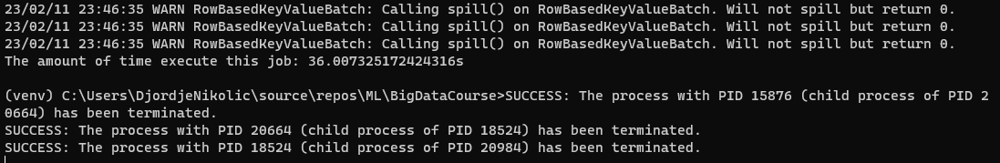 23/02/11 23:46:35 WARN RowBasedKeyValueBatch: Calling spill() on RowBasedKeyValueBatch. Will not spill but return 0.
23/02/11 23:46:35 WARN RowBasedKeyValueBatch: Calling spill() on RowBasedKeyValueBatch. Will not spill but return 0.
23/02/11 23:46:35 WARN RowBasedKeyValueBatch: Calling spill() on RowBasedKeyValueBatch. Will not spill but return 0.
The amount of time execute this job: 36.007325172424316s
(venv) C:\Users\DjordjeNikolic\source\repos\ML\BigDataCourse>SUCCESS: The process with PID 15876 (child process of PID 2
0664) has been terminated.
SUCCESS: The process with PID 20664 (child process of PID 18524) has been terminated.
SUCCESS: The process with PID 18524 (child process of PID 20984) has been terminated.